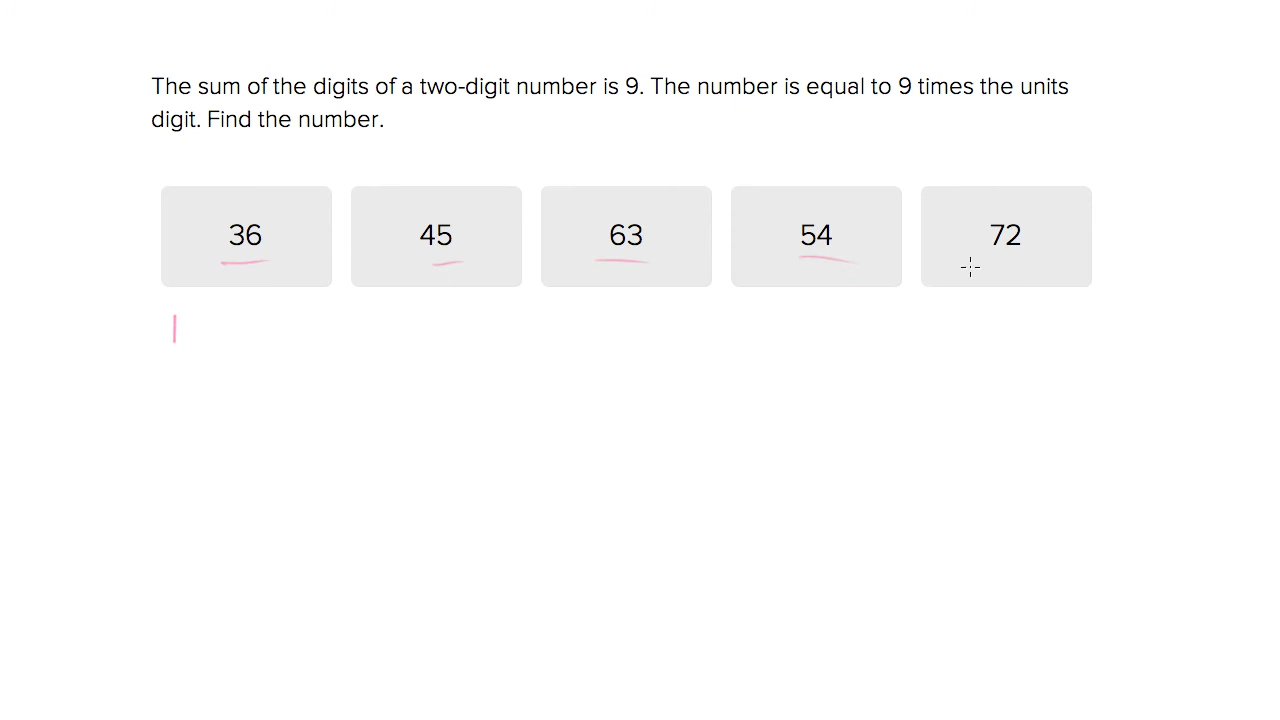 The sum of the digits of a two-digit number is 9. The number is equal to 9 times the units
digit. Find the number.
36 45 63 54 72